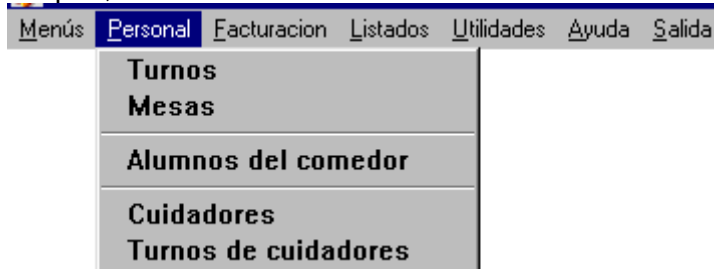 Menús Personal Facturacion Listados Utilidades Ayuda Salida
Turnos
Mesas
Alumnos del comedor
Cuidadores
Turnos de cuidadores